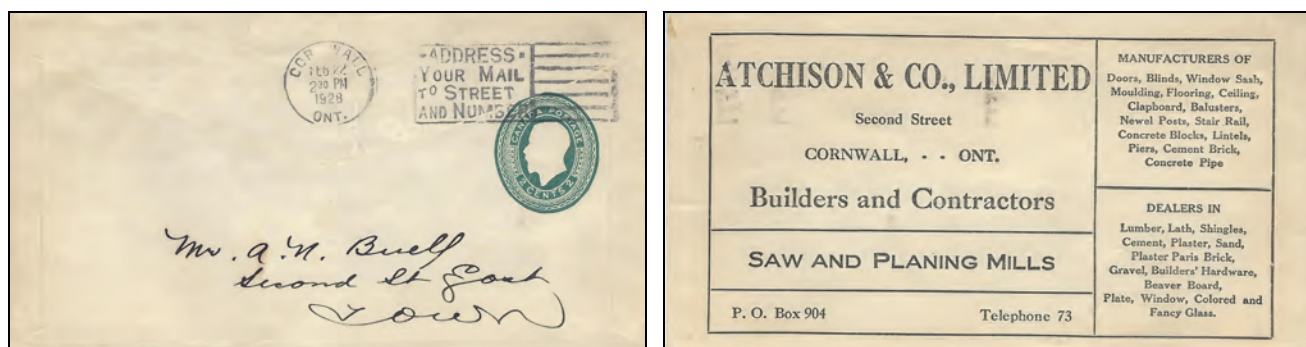 CORNWALL
FEB 22
2 30 PM
1928
ONT.
ADDRESS
YOUR MAIL
TO STREET
AND NUMBER
CANADA POSTAGE
2 CENTS 2
Mr. A. N. Buell
Second St East
Town
ATCHISON & CO., LIMITED
Second Street
CORNWALL, - - ONT.
Builders and Contractors
SAW AND PLANING MILLS
P. O. Box 904 Telephone 73
MANUFACTURERS OF
Doors, Blinds, Window Sash,
Moulding, Flooring, Ceiling,
Clapboard, Balusters,
Newel Posts, Stair Rail,
Concrete Blocks, Lintels,
Piers, Cement Brick,
Concrete Pipe
DEALERS IN
Lumber, Lath, Shingles,
Cement, Plaster, Sand,
Plaster Paris Brick,
Gravel, Builders' Hardware,
Beaver Board,
Plate, Window, Colored and
Fancy Glass.